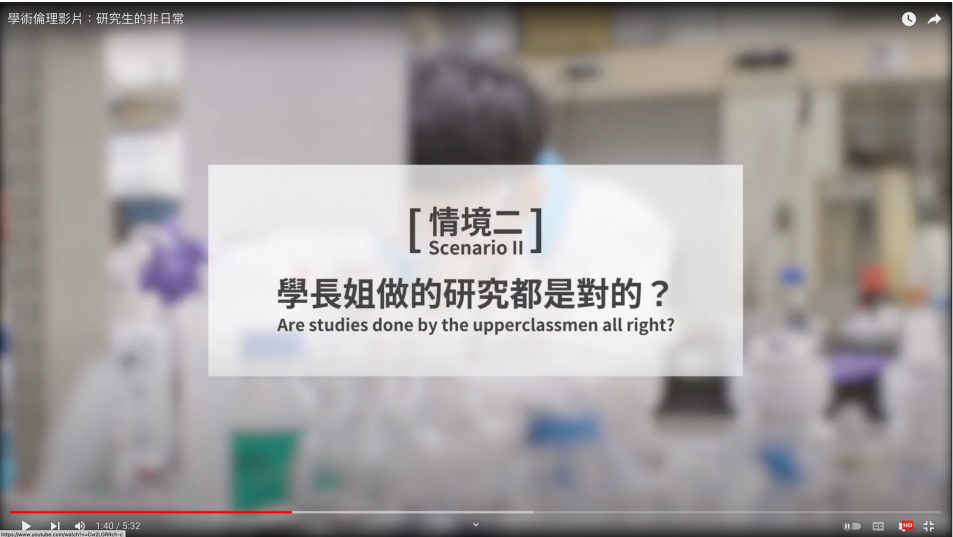 學術倫理影片：研究生的非日常
[ 情境二 ]
Scenario II
學長姐做的研究都是對的？
Are studies done by the upperclassmen all right?
1:40 / 5:32
CC
HD